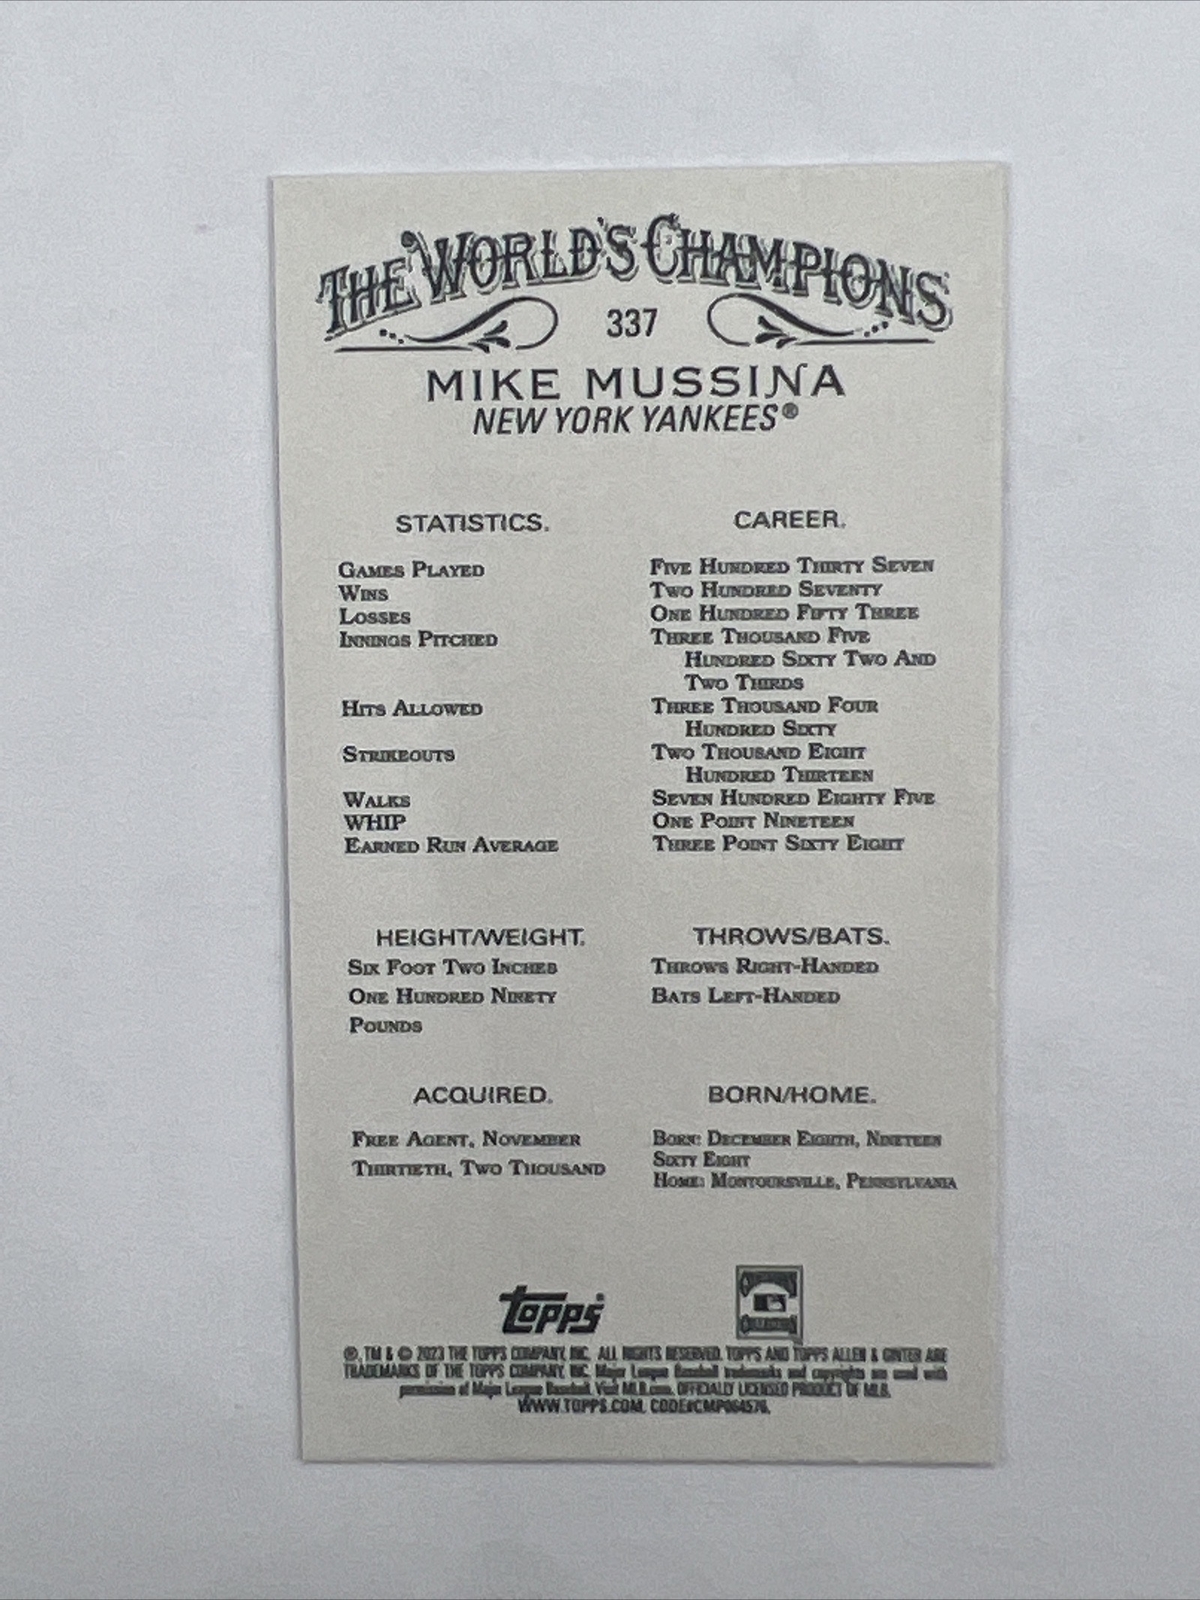 THE WORLD'S CHAMPIONS
337
MIKE MUSSINA
NEW YORK YANKEES®
STATISTICS. CAREER.
GAMES PLAYED FIVE HUNDRED THIRTY SEVEN
WINS TWO HUNDRED SEVENTY
LOSSES ONE HUNDRED FIFTY THREE
INNINGS PITCHED THREE THOUSAND FIVE
HUNDRED SIXTY TWO AND
TWO THIRDS
HITS ALLOWED THREE THOUSAND FOUR
HUNDRED SIXTY
STRIKEOUTS TWO THOUSAND EIGHT
HUNDRED THIRTEEN
WALKS SEVEN HUNDRED EIGHTY FIVE
WHIP ONE POINT NINETEEN
EARNED RUN AVERAGE THREE POINT SIXTY EIGHT
HEIGHT/WEIGHT.
SIX FOOT TWO INCHES
ONE HUNDRED NINETY
POUNDS
THROWS/BATS.
THROWS RIGHT-HANDED
BATS LEFT-HANDED
ACQUIRED.
FREE AGENT, NOVEMBER
THIRTIETH, TWO THOUSAND
BORN/HOME.
BORN: DECEMBER EIGHTH, NINETEEN
SIXTY EIGHT
HOME: MONTOURSVILLE, PENNSYLVANIA
topps®
®, TM & © 2023 THE TOPPS COMPANY, INC. ALL RIGHTS RESERVED. TOPPS AND TOPPS ALLEN & GINTER ARE
TRADEMARKS OF THE TOPPS COMPANY, INC. Major League Baseball trademarks and copyrights are used with
permission of Major League Baseball. Visit MLB.com. OFFICIALLY LICENSED PRODUCT OF MLB.
WWW.TOPPS.COM. CODE#CMP064576.